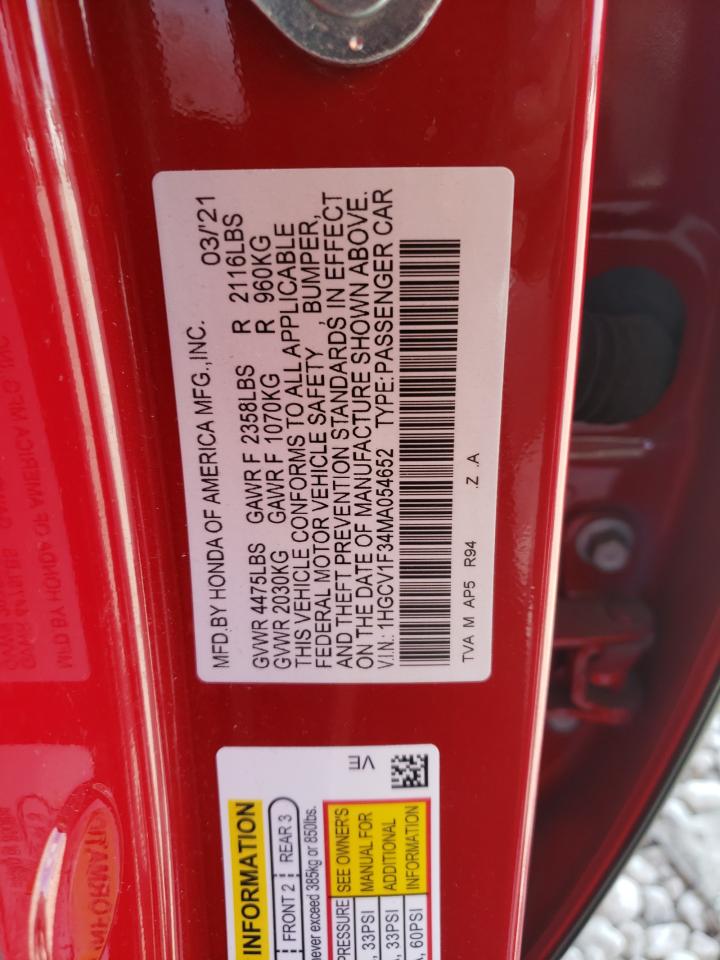 MFD.BY HONDA OF AMERICA MFG.,INC. 03/'21
GVWR 4475LBS GAWR F 2358LBS R 2116LBS
GVWR 2030KG GAWR F 1070KG R 960KG
THIS VEHICLE CONFORMS TO ALL APPLICABLE
FEDERAL MOTOR VEHICLE SAFETY , BUMPER,
AND THEFT PREVENTION STANDARDS IN EFFECT
ON THE DATE OF MANUFACTURE SHOWN ABOVE.
V.I.N.: 1HGCV1F34MA054652 TYPE:PASSENGER CAR
TVA M AP5 R94 .Z .A
VE
INFORMATION
FRONT 2 REAR 3
never exceed 385kg or 850lbs.
PRESSURE SEE OWNER'S
, 33PSI MANUAL FOR
, 33PSI ADDITIONAL
, 60PSI INFORMATION